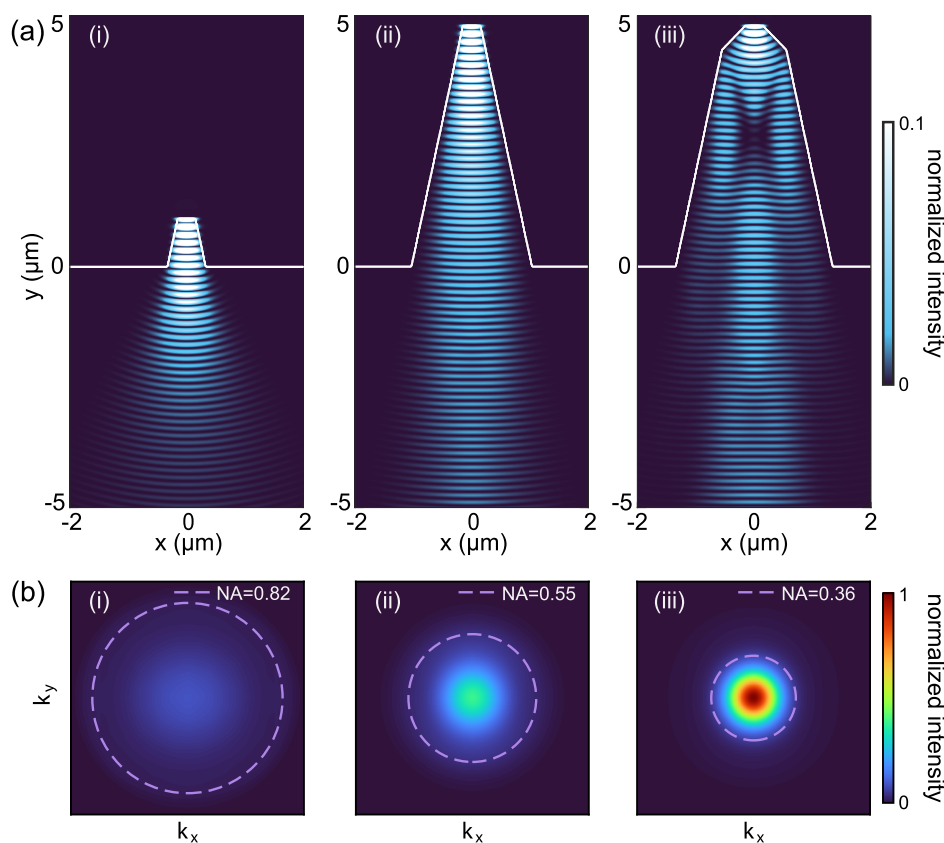 (a)
(i)
(ii)
(iii)
5
0
-5
y (µm)
5
0
-5
5
0
-5
-2 0 2
x (µm)
-2 0 2
x (µm)
-2 0 2
x (µm)
0.1
0
normalized intensity
(b)
(i)
NA=0.82
(ii)
NA=0.55
(iii)
NA=0.36
ky
kx
kx
kx
1
0
normalized intensity